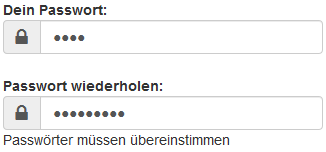 Dein Passwort:
••••
Passwort wiederholen:
•••••••••
Passwörter müssen übereinstimmen